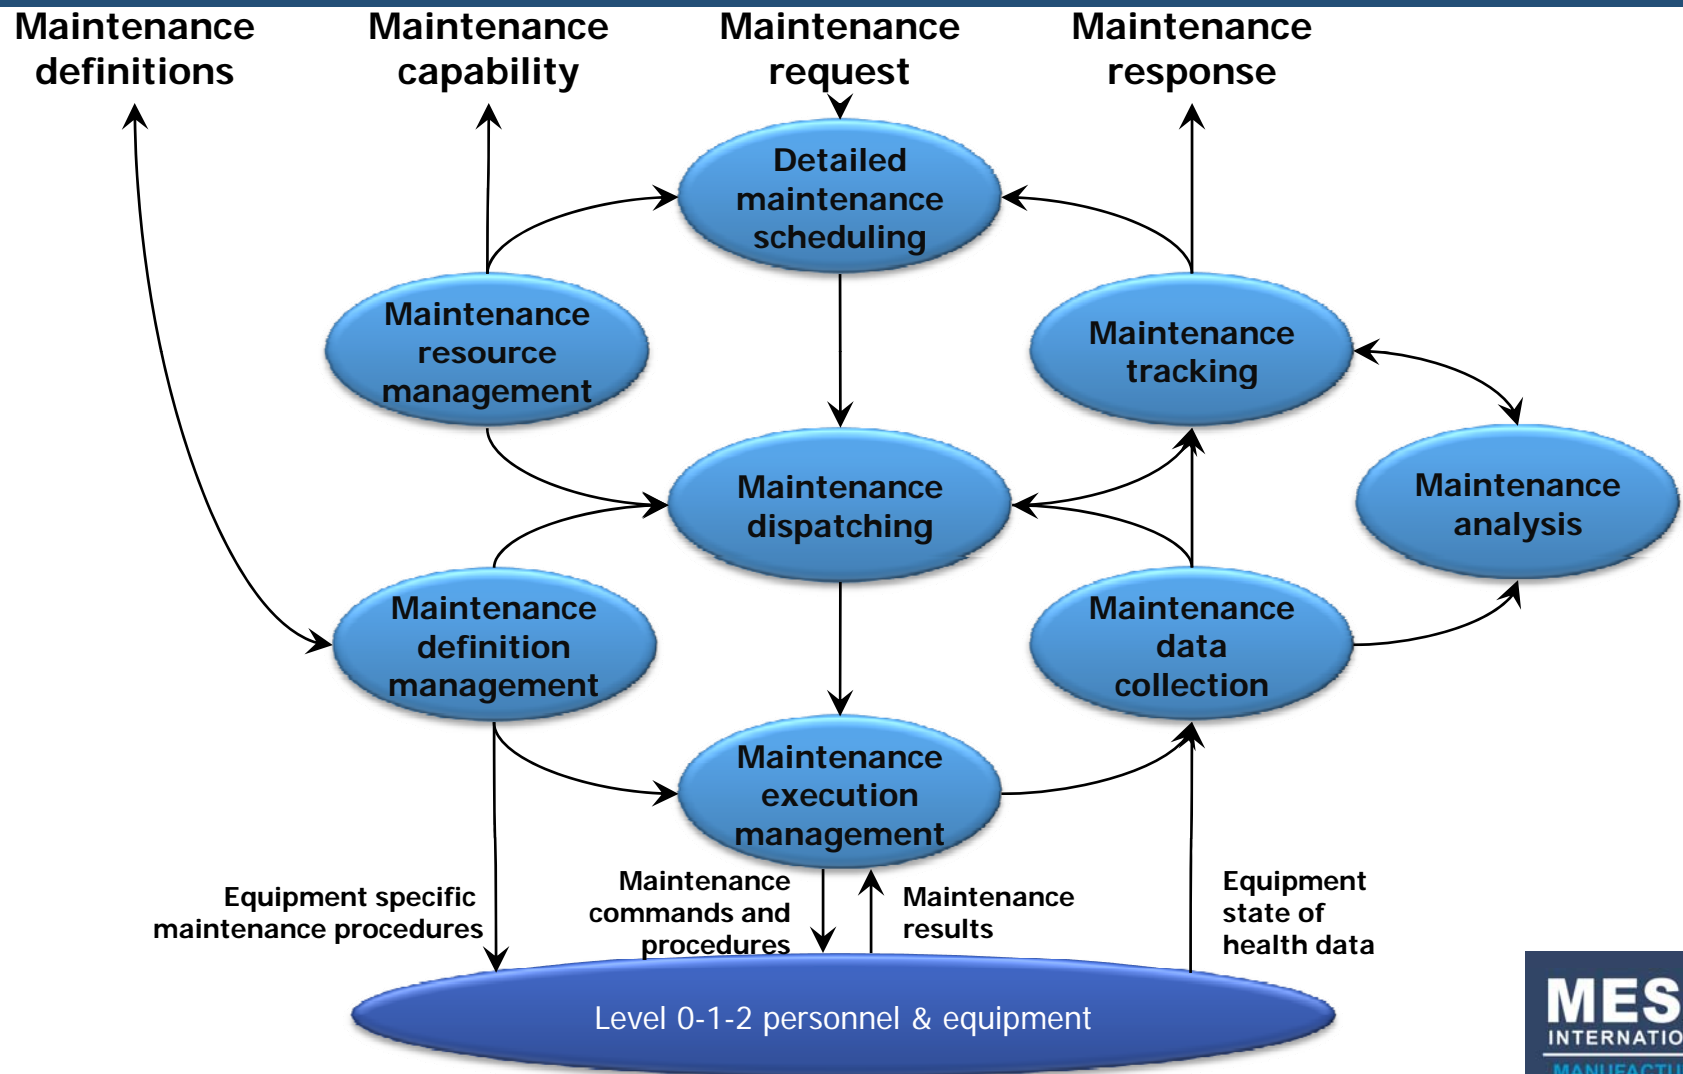 Maintenance
definitions
Maintenance
capability
Maintenance
request
Maintenance
response
Detailed
maintenance
scheduling
Maintenance
resource
management
Maintenance
tracking
Maintenance
dispatching
Maintenance
analysis
Maintenance
definition
management
Maintenance
data
collection
Maintenance
execution
management
Equipment specific
maintenance procedures
Maintenance
commands and
procedures
Maintenance
results
Equipment
state of
health data
Level 0-1-2 personnel & equipment
MES
INTERNATIO
MANUFACTU